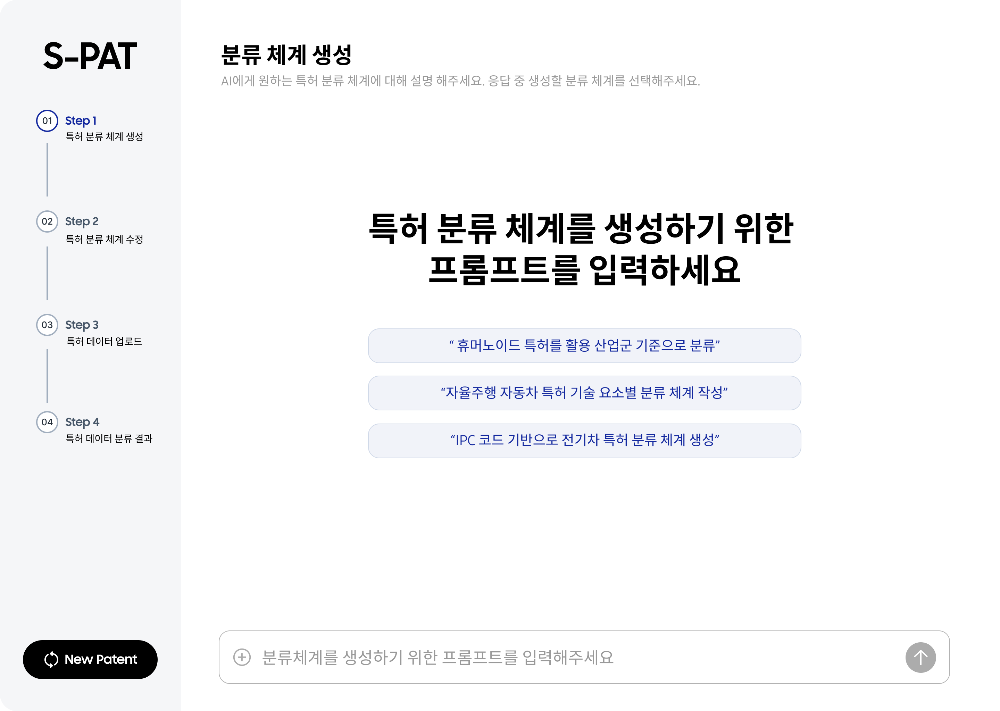 S-PAT
01 Step 1
특허 분류 체계 생성
02 Step 2
특허 분류 체계 수정
03 Step 3
특허 데이터 업로드
04 Step 4
특허 데이터 분류 결과
New Patent
분류 체계 생성
AI에게 원하는 특허 분류 체계에 대해 설명 해주세요. 응답 중 생성할 분류 체계를 선택해주세요.
특허 분류 체계를 생성하기 위한
프롬프트를 입력하세요
“ 휴머노이드 특허를 활용 산업군 기준으로 분류”
“자율주행 자동차 특허 기술 요소별 분류 체계 작성”
“IPC 코드 기반으로 전기차 특허 분류 체계 생성”
분류체계를 생성하기 위한 프롬프트를 입력해주세요